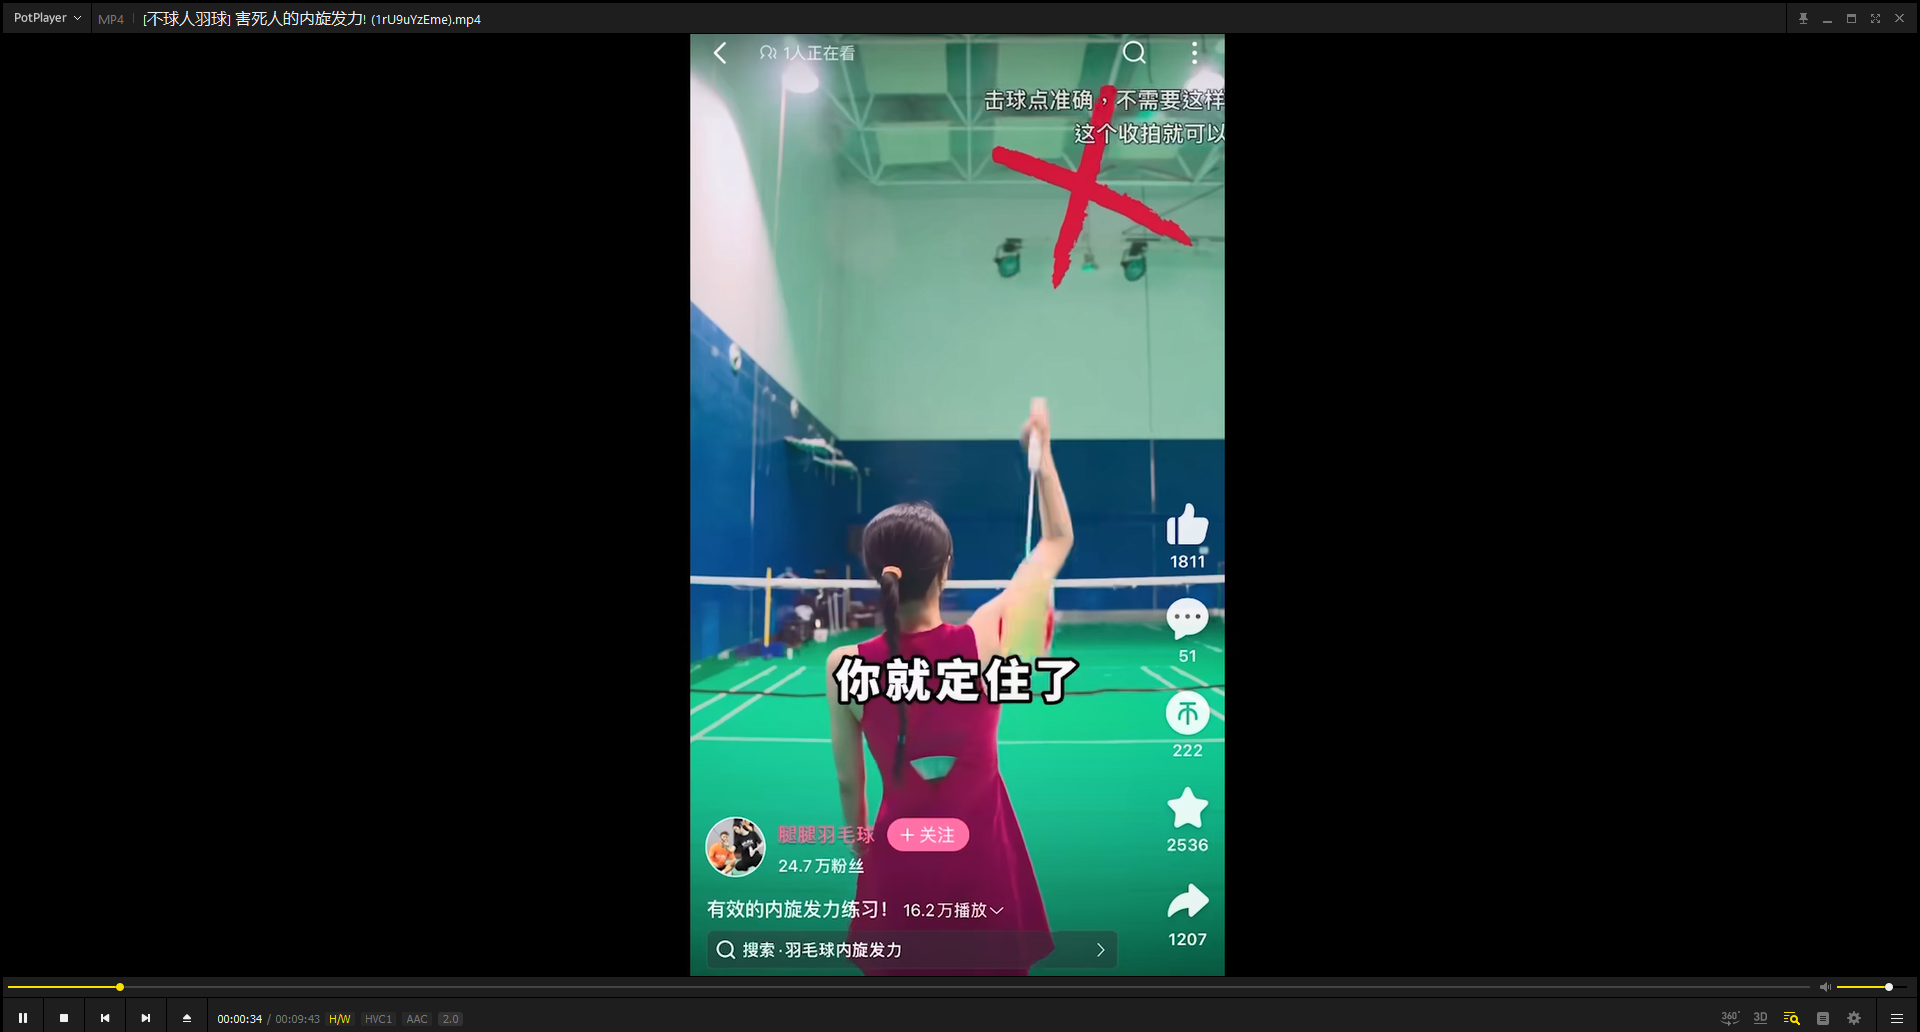 PotPlayer
MP4
[不球人羽球] 害死人的内旋发力! (1rU9uYzEme).mp4
1人正在看
击球点准确，不需要这样
这个收拍就可以
1811
51
你就定住了
222
腿腿羽毛球
+ 关注
24.7万粉丝
2536
有效的内旋发力练习！ 16.2万播放
搜索·羽毛球内旋发力
1207
00:00:34 / 00:09:43 H/W HVC1 AAC 2.0
360° 3D